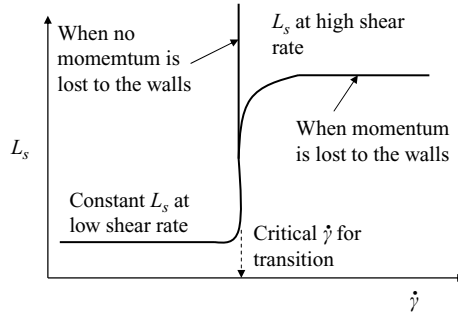 When no
momemtum is
lost to the walls
L_s at high shear
rate
When momentum
is lost to the walls
L_s
Constant L_s at
low shear rate
Critical γ̇ for
transition
γ̇